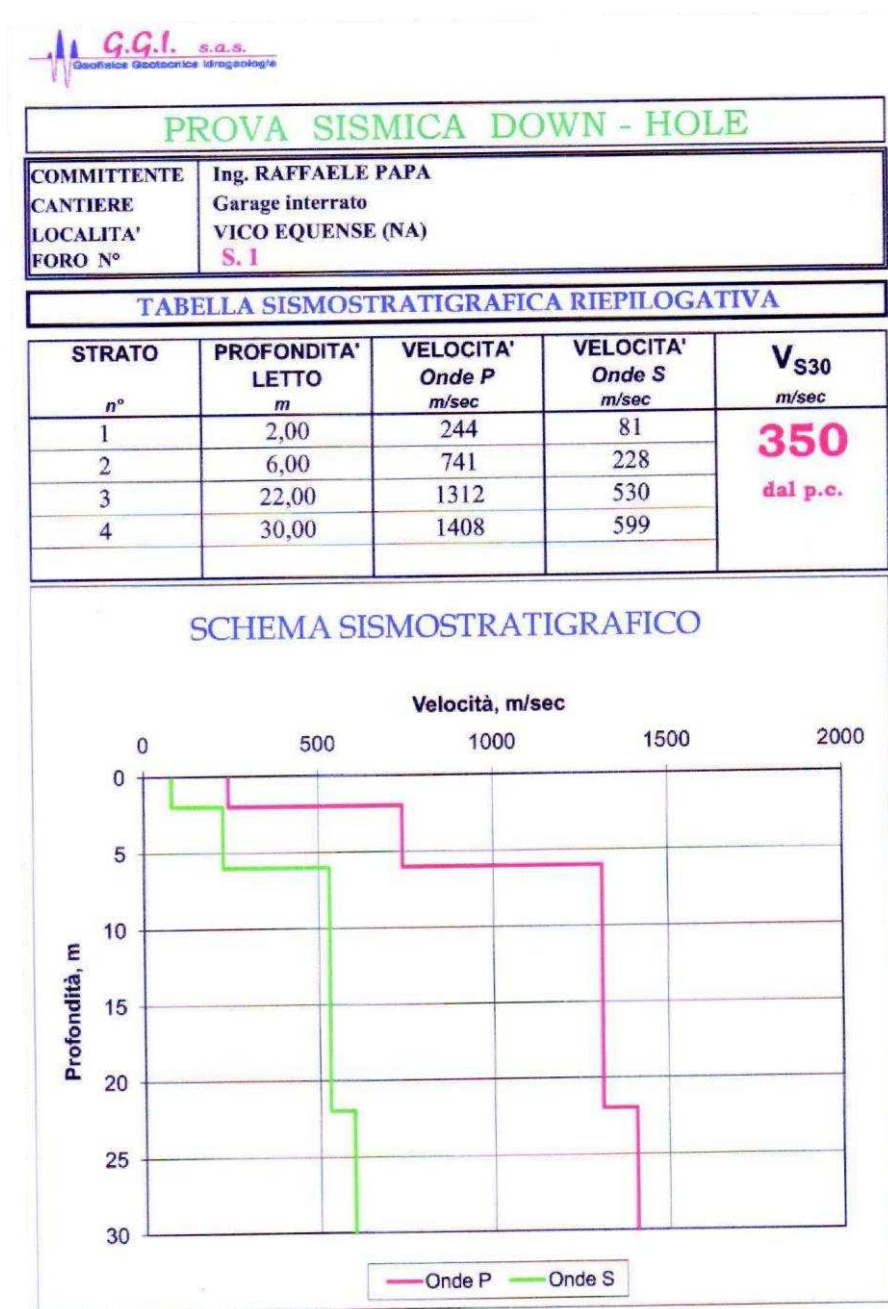 G.G.I. s.a.s.
Geofisica Geotecnica Idrogeologia
PROVA SISMICA DOWN - HOLE
COMMITTENTE Ing. RAFFAELE PAPA
CANTIERE Garage interrato
LOCALITA' VICO EQUENSE (NA)
FORO N° S. 1
TABELLA SISMOSTRATIGRAFICA RIEPILOGATIVA
STRATO PROFONDITA' VELOCITA' VELOCITA' VS30
LETTO Onde P Onde S
n° m m/sec m/sec m/sec
1 2,00 244 81 350
2 6,00 741 228
3 22,00 1312 530 dal p.c.
4 30,00 1408 599
SCHEMA SISMOSTRATIGRAFICO
Velocità, m/sec
0 500 1000 1500 2000
0
5
10
15
20
25
30
Profondità, m
Onde P Onde S